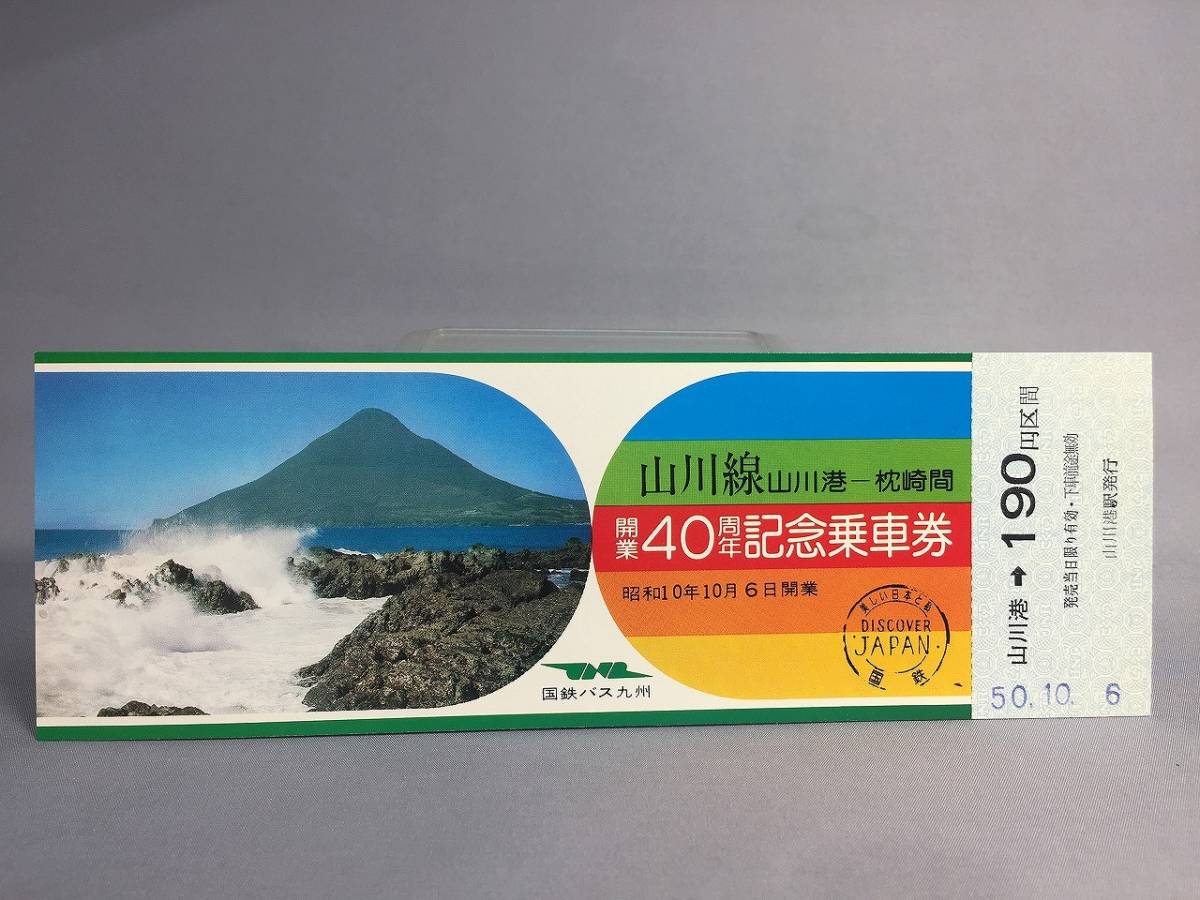 山川線山川港－枕崎間
開業40周年記念乗車券
昭和10年10月6日開業
美しい日本と
DISCOVER
JAPAN
国鉄
JNR
国鉄バス九州
山川港→190円区間
発売当日限り有効・下車前途無効
山川港駅発行
50.10. 6